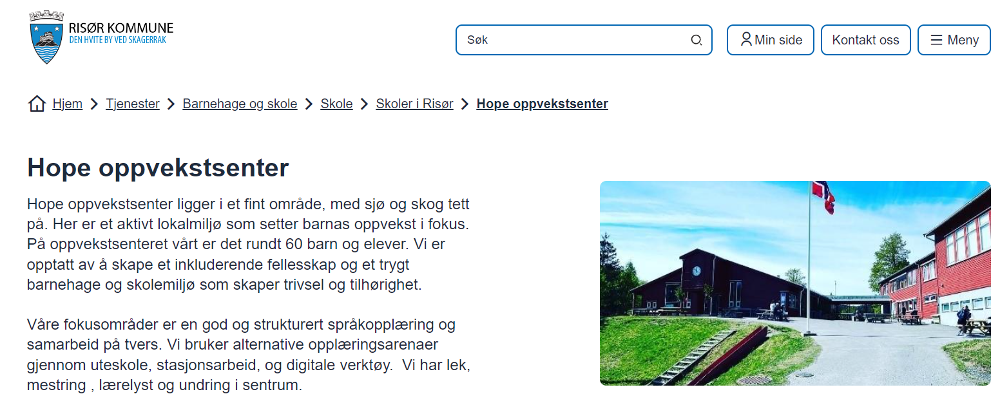 RISØR KOMMUNE
DEN HVITE BY VED SKAGERRAK
Søk
Min side
Kontakt oss
Meny
Hjem Tjenester Barnehage og skole Skole Skoler i Risør Hope oppvekstsenter
Hope oppvekstsenter
Hope oppvekstsenter ligger i et fint område, med sjø og skog tett
på. Her er et aktivt lokalmiljø som setter barnas oppvekst i fokus.
På oppvekstsenteret vårt er det rundt 60 barn og elever. Vi er
opptatt av å skape et inkluderende fellesskap og et trygt
barnehage og skolemiljø som skaper trivsel og tilhørighet.
Våre fokusområder er en god og strukturert språkopplæring og
samarbeid på tvers. Vi bruker alternative opplæringsarenaer
gjennom uteskole, stasjonsarbeid, og digitale verktøy.  Vi har lek,
mestring , lærelyst og undring i sentrum.